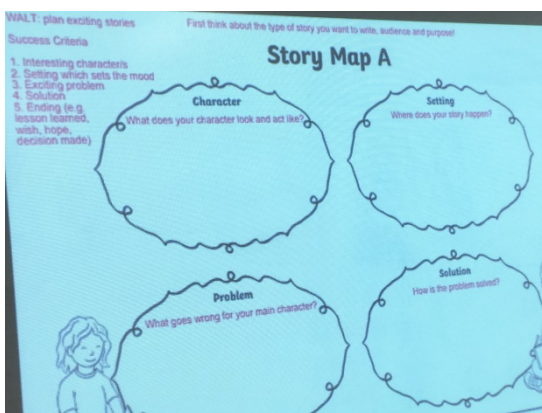 WALT: plan exciting stories
First think about the type of story you want to write, audience and purpose!
Success Criteria
1. Interesting character/s
2. Setting which sets the mood
3. Exciting problem
4. Solution
5. Ending (e.g.
lesson learned,
wish, hope,
decision made)
Story Map A
Character
What does your character look and act like?
Setting
Where does your story happen?
Problem
What goes wrong for your main character?
Solution
How is the problem solved?